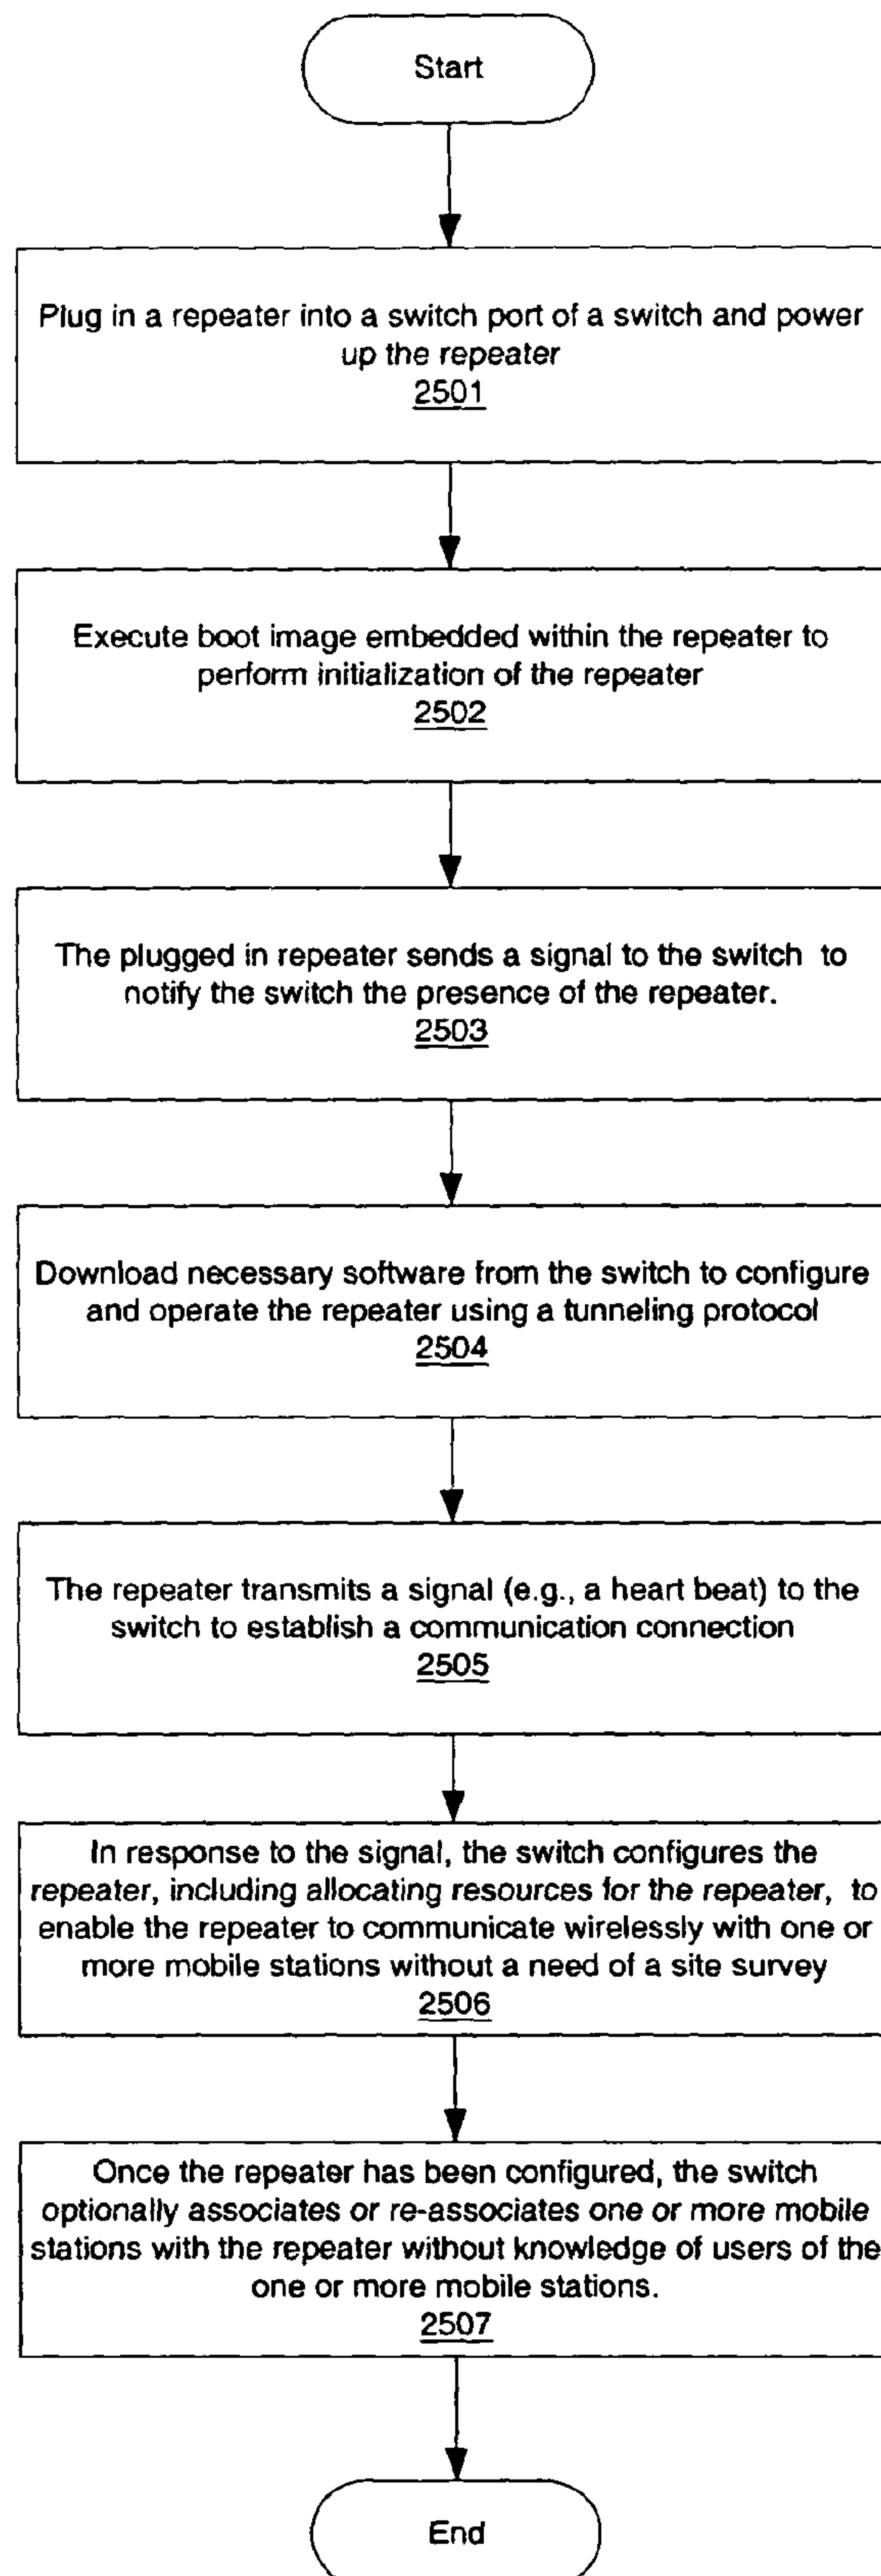 Start
Plug in a repeater into a switch port of a switch and power
up the repeater
2501
Execute boot image embedded within the repeater to
perform initialization of the repeater
2502
The plugged in repeater sends a signal to the switch to
notify the switch the presence of the repeater.
2503
Download necessary software from the switch to configure
and operate the repeater using a tunneling protocol
2504
The repeater transmits a signal (e.g., a heart beat) to the
switch to establish a communication connection
2505
In response to the signal, the switch configures the
repeater, including allocating resources for the repeater, to
enable the repeater to communicate wirelessly with one or
more mobile stations without a need of a site survey
2506
Once the repeater has been configured, the switch
optionally associates or re-associates one or more mobile
stations with the repeater without knowledge of users of the
one or more mobile stations.
2507
End